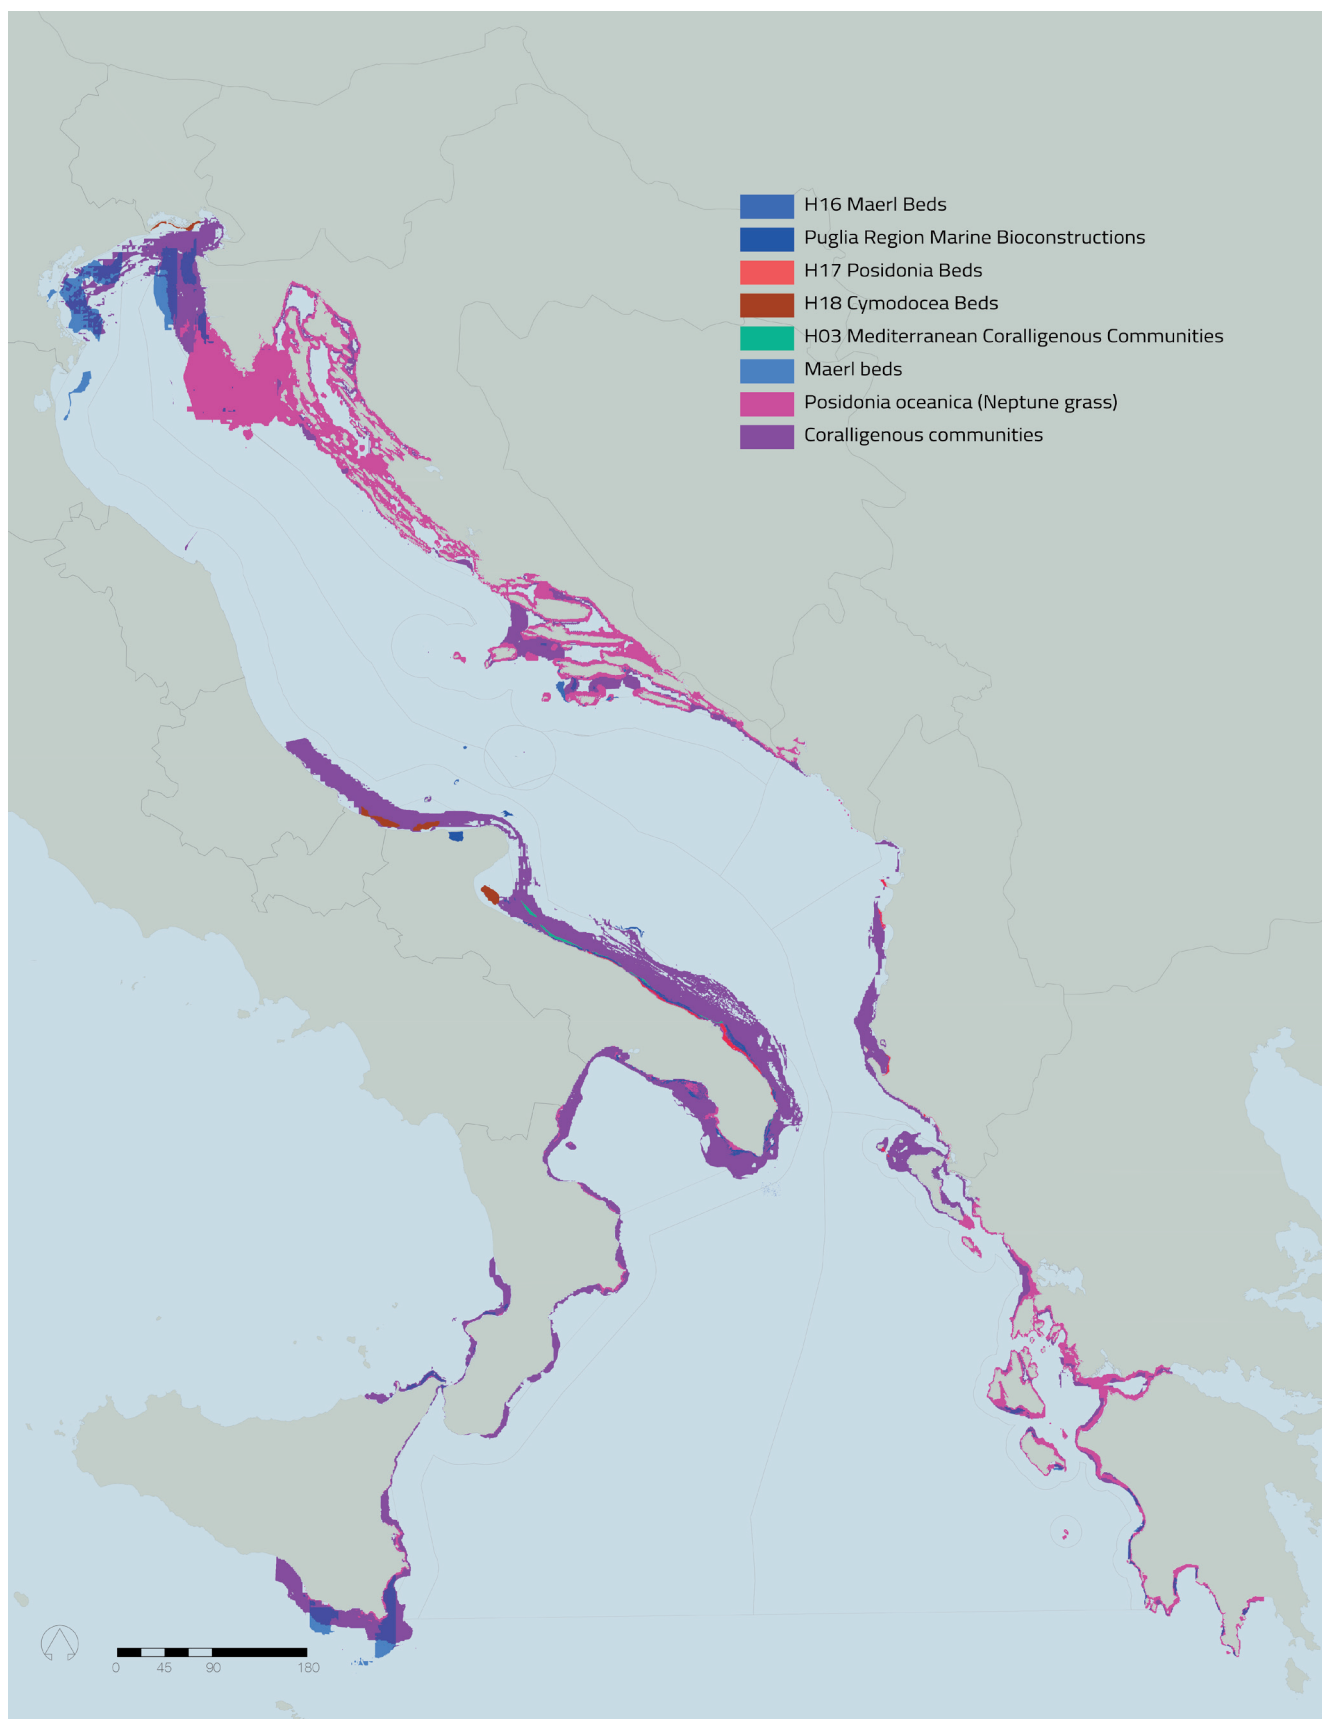 H16 Maerl Beds
Puglia Region Marine Bioconstructions
H17 Posidonia Beds
H18 Cymodocea Beds
H03 Mediterranean Coralligenous Communities
Maerl beds
Posidonia oceanica (Neptune grass)
Coralligenous communities
0 45 90 180